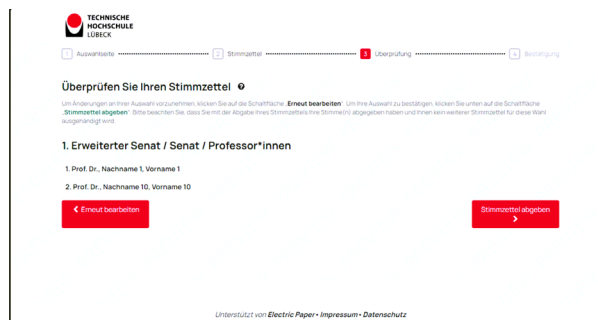 TECHNISCHE
HOCHSCHULE
LÜBECK
1 Auswahlseite 2 Stimmzettel 3 Überprüfung 4 Bestätigung
Überprüfen Sie Ihren Stimmzettel ?
Um Änderungen an Ihrer Auswahl vorzunehmen, klicken Sie auf die Schaltfläche „Erneut bearbeiten“. Um Ihre Auswahl zu bestätigen, klicken Sie unten auf die Schaltfläche
„Stimmzettel abgeben“. Bitte beachten Sie, dass Sie mit der Abgabe Ihres Stimmzettels Ihre Stimme(n) abgegeben haben und Ihnen kein weiterer Stimmzettel für diese Wahl
ausgehändigt wird.
1. Erweiterter Senat / Senat / Professor*innen
1. Prof. Dr., Nachname 1, Vorname 1
2. Prof. Dr., Nachname 10, Vorname 10
Erneut bearbeiten
Stimmzettel abgeben
Unterstützt von Electric Paper • Impressum • Datenschutz